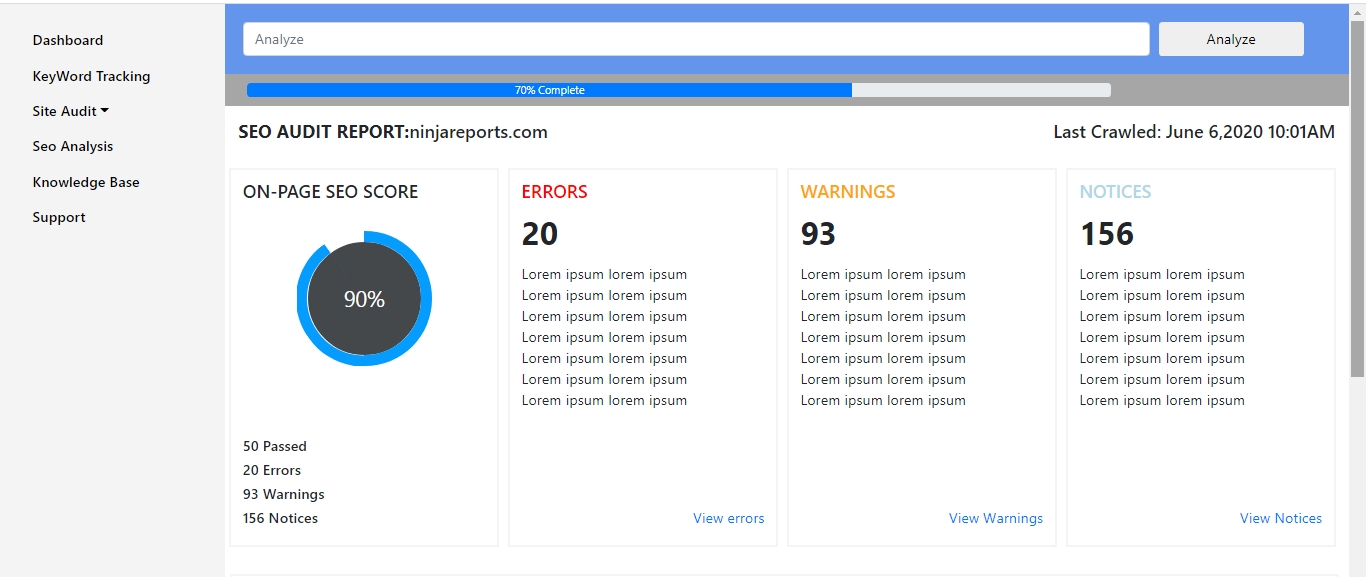 Dashboard
KeyWord Tracking
Site Audit
Seo Analysis
Knowledge Base
Support
Analyze
Analyze
70% Complete
SEO AUDIT REPORT:ninjareports.com
Last Crawled: June 6,2020 10:01AM
ON-PAGE SEO SCORE
90%
50 Passed
20 Errors
93 Warnings
156 Notices
ERRORS
20
Lorem ipsum lorem ipsum
Lorem ipsum lorem ipsum
Lorem ipsum lorem ipsum
Lorem ipsum lorem ipsum
Lorem ipsum lorem ipsum
Lorem ipsum lorem ipsum
Lorem ipsum lorem ipsum
View errors
WARNINGS
93
Lorem ipsum lorem ipsum
Lorem ipsum lorem ipsum
Lorem ipsum lorem ipsum
Lorem ipsum lorem ipsum
Lorem ipsum lorem ipsum
Lorem ipsum lorem ipsum
Lorem ipsum lorem ipsum
View Warnings
NOTICES
156
Lorem ipsum lorem ipsum
Lorem ipsum lorem ipsum
Lorem ipsum lorem ipsum
Lorem ipsum lorem ipsum
Lorem ipsum lorem ipsum
Lorem ipsum lorem ipsum
Lorem ipsum lorem ipsum
View Notices